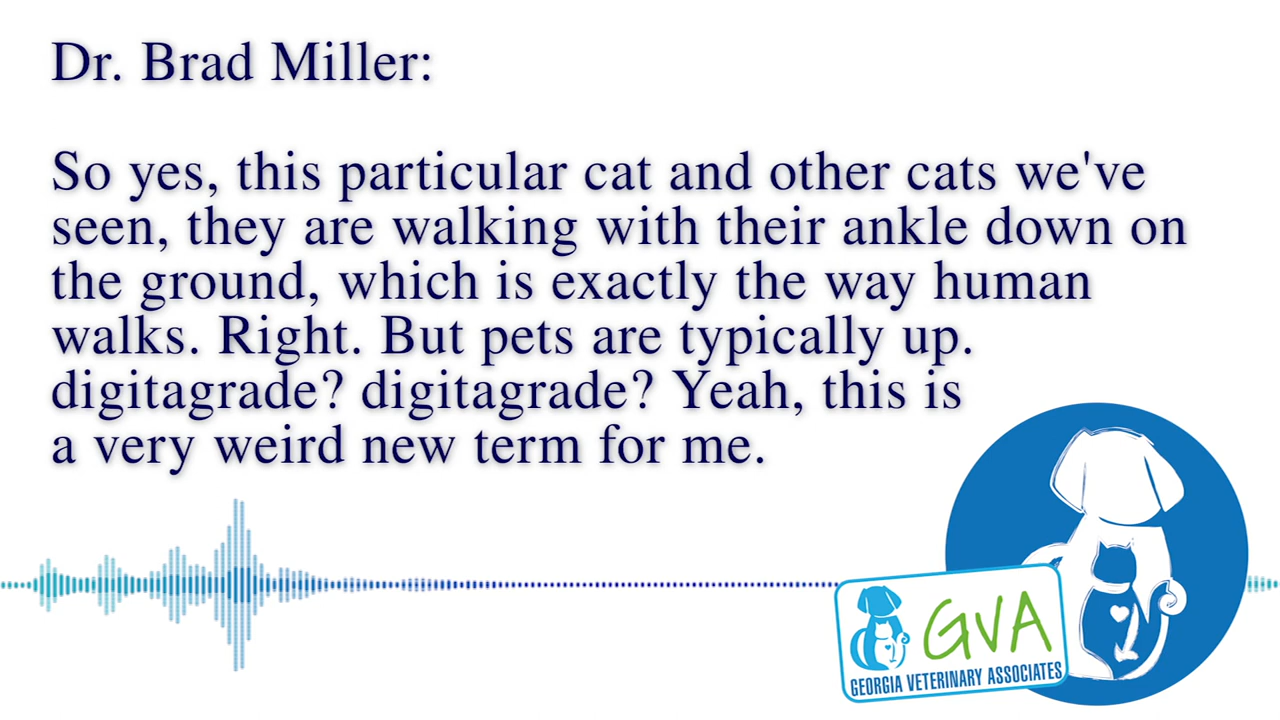 Dr. Brad Miller:
So yes, this particular cat and other cats we've
seen, they are walking with their ankle down on
the ground, which is exactly the way human
walks. Right. But pets are typically up.
digitagrade? digitagrade? Yeah, this is
a very weird new term for me.
GVA
GEORGIA VETERINARY ASSOCIATES